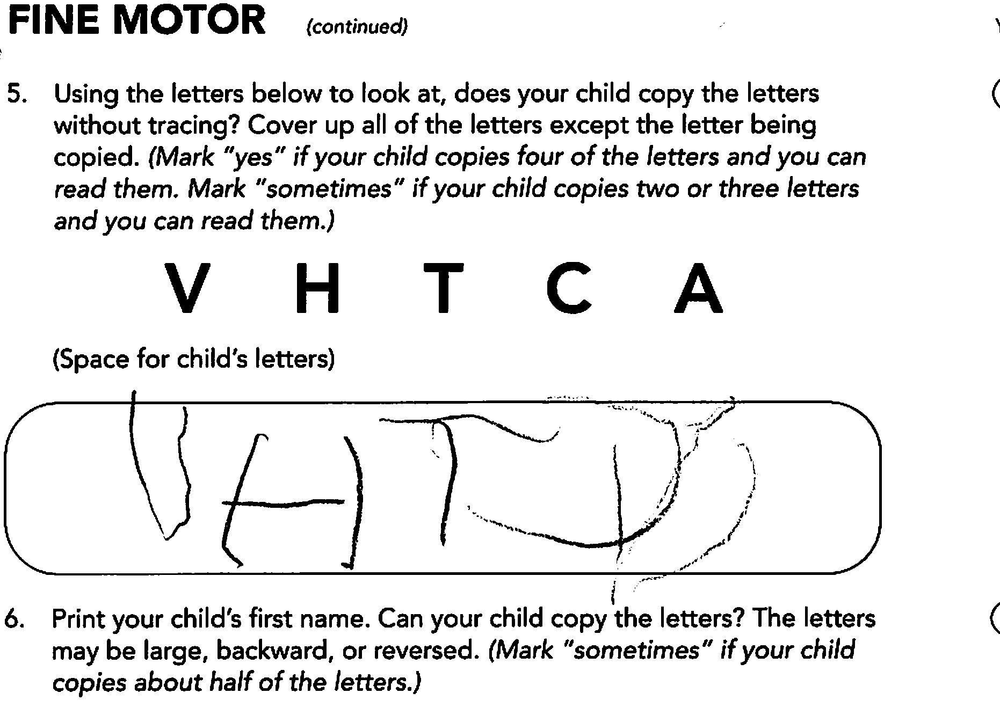 FINE MOTOR (continued)
5. Using the letters below to look at, does your child copy the letters
without tracing? Cover up all of the letters except the letter being
copied. (Mark "yes" if your child copies four of the letters and you can
read them. Mark "sometimes" if your child copies two or three letters
and you can read them.)
V H T C A
(Space for child's letters)
V H T
6. Print your child's first name. Can your child copy the letters? The letters
may be large, backward, or reversed. (Mark "sometimes" if your child
copies about half of the letters.)